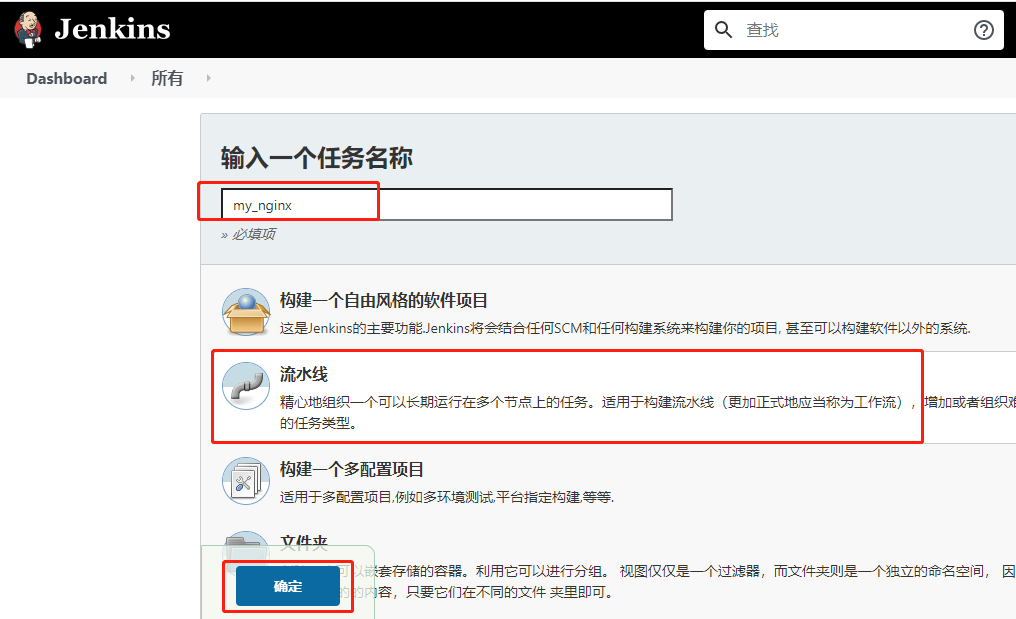 Jenkins
查找
Dashboard
所有
输入一个任务名称
my_nginx
» 必填项
构建一个自由风格的软件项目
这是Jenkins的主要功能.Jenkins将会结合任何SCM和任何构建系统来构建你的项目, 甚至可以构建软件以外的系统.
流水线
精心地组织一个可以长期运行在多个节点上的任务。适用于构建流水线（更加正式地应当称为工作流），增加或者组织难
的任务类型。
构建一个多配置项目
适用于多配置项目,例如多环境测试,平台指定构建,等等.
文件夹
可以嵌套存储的容器。利用它可以进行分组。 视图仅仅是一个过滤器，而文件夹则是一个独立的命名空间， 因
的内容，只要它们在不同的文件 夹里即可。
确定